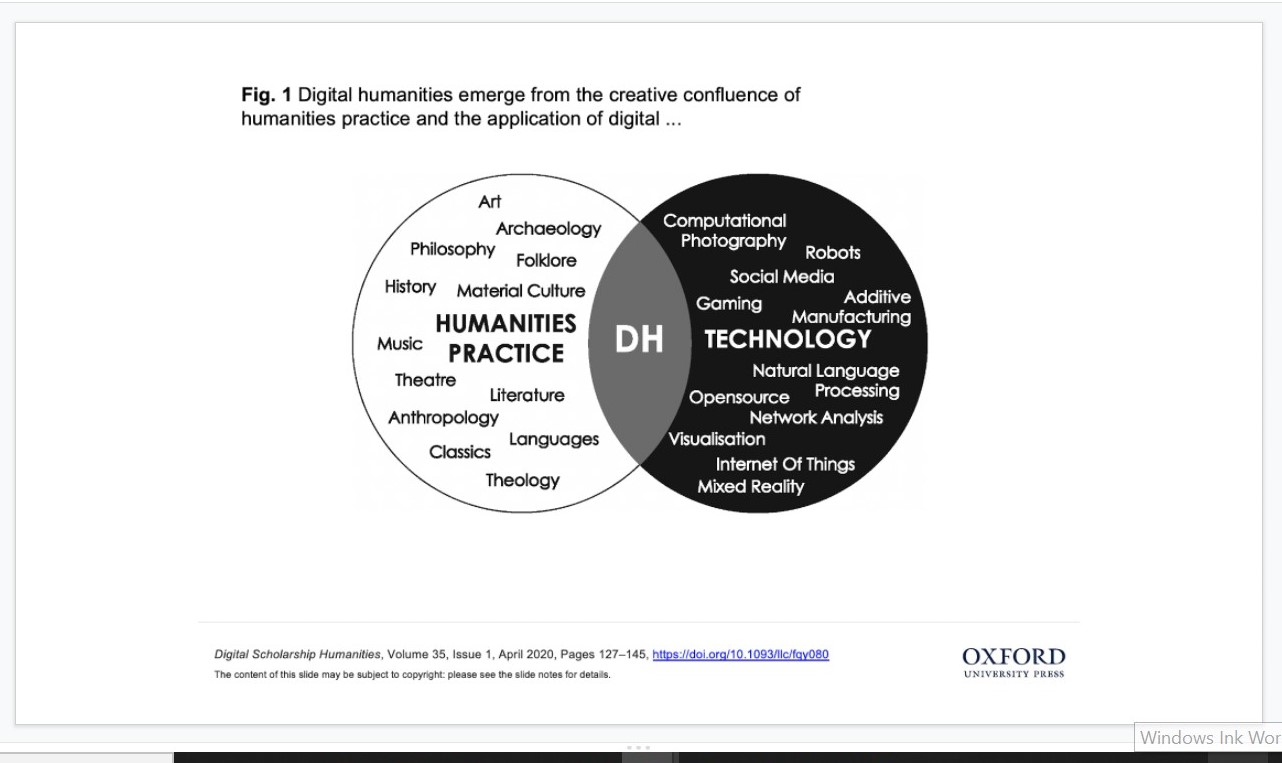 Fig. 1 Digital humanities emerge from the creative confluence of
humanities practice and the application of digital ...
Art
Archaeology
Philosophy
Folklore
History
Material Culture
HUMANITIES
PRACTICE
Music
Theatre
Literature
Anthropology
Languages
Classics
Theology
DH
Computational
Photography
Robots
Social Media
Gaming
Additive
Manufacturing
TECHNOLOGY
Natural Language
Processing
Opensource
Network Analysis
Visualisation
Internet Of Things
Mixed Reality
Digital Scholarship Humanities, Volume 35, Issue 1, April 2020, Pages 127–145, https://doi.org/10.1093/llc/fqy080
The content of this slide may be subject to copyright: please see the slide notes for details.
OXFORD
UNIVERSITY PRESS
Windows Ink Wor